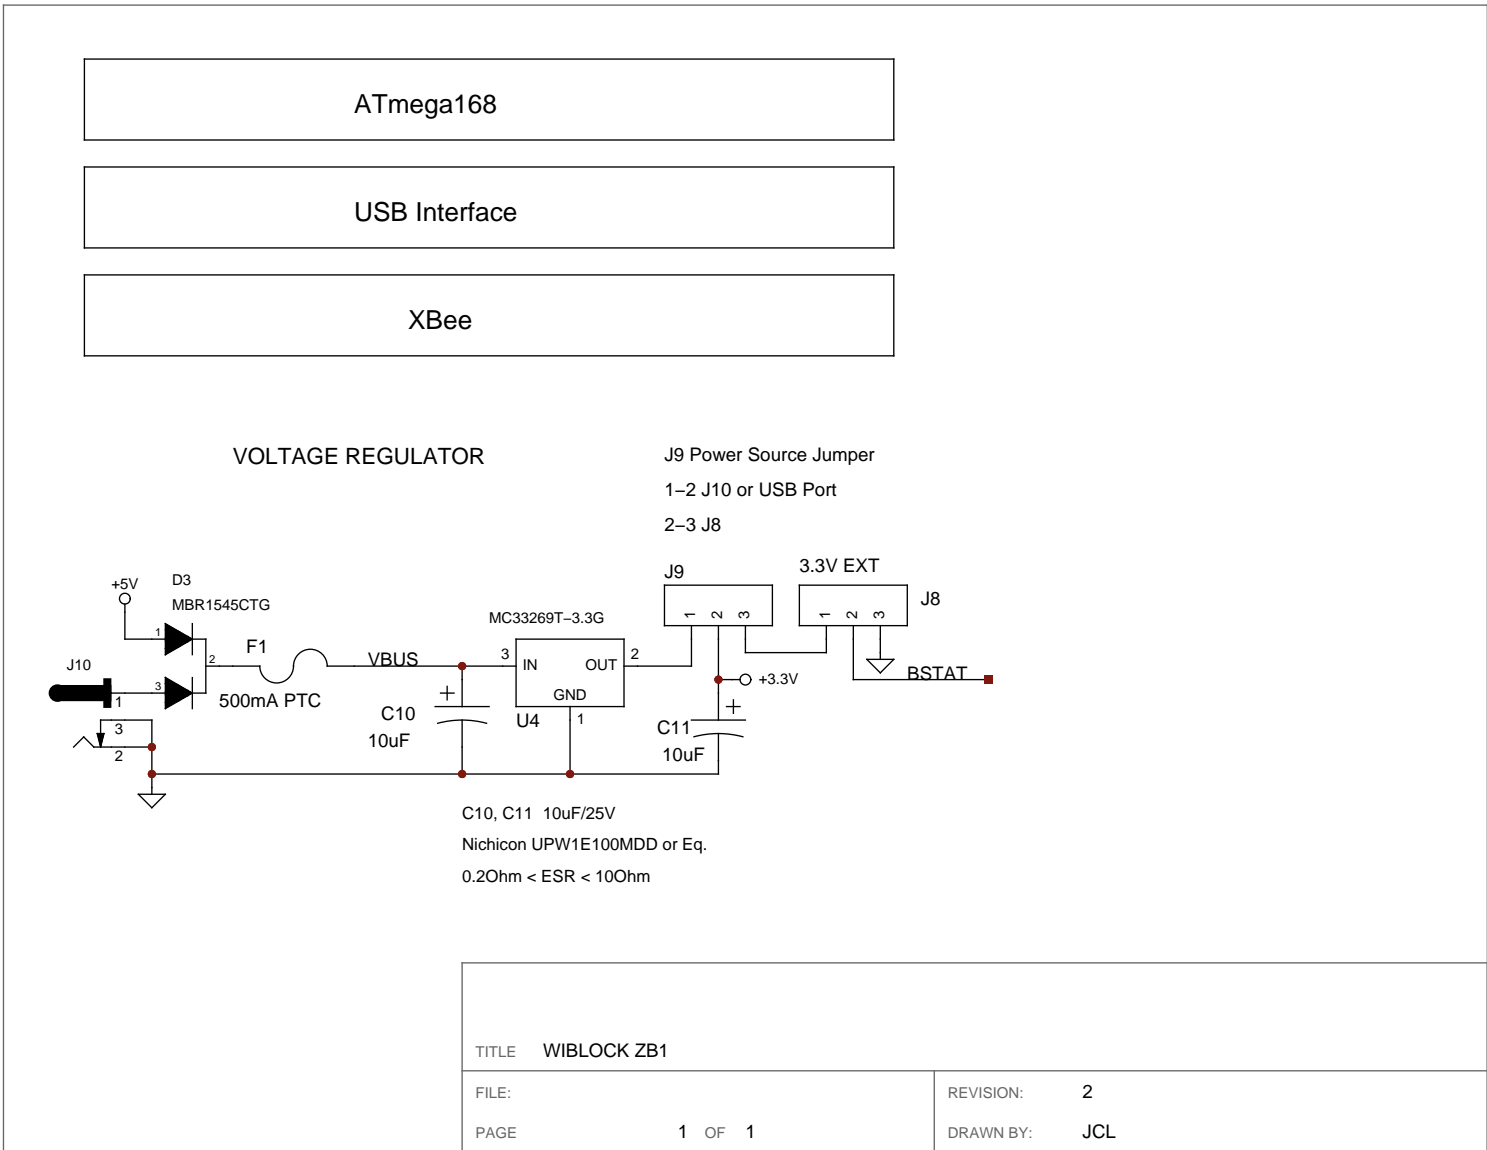 ATmega168
USB Interface
XBee
VOLTAGE REGULATOR
J9 Power Source Jumper
1−2 J10 or USB Port
2−3 J8
+5V
D3
MBR1545CTG
1
2
3
J10
1
3
2
F1
500mA PTC
VBUS
C10
10uF
MC33269T−3.3G
3
IN
OUT
2
GND
U4
1
J9
1
2
3
3.3V EXT
1
2
3
J8
+3.3V
BSTAT
C11
10uF
C10, C11 10uF/25V
Nichicon UPW1E100MDD or Eq.
0.2Ohm < ESR < 10Ohm
TITLE WIBLOCK ZB1
FILE:
REVISION: 2
PAGE 1 OF 1
DRAWN BY: JCL